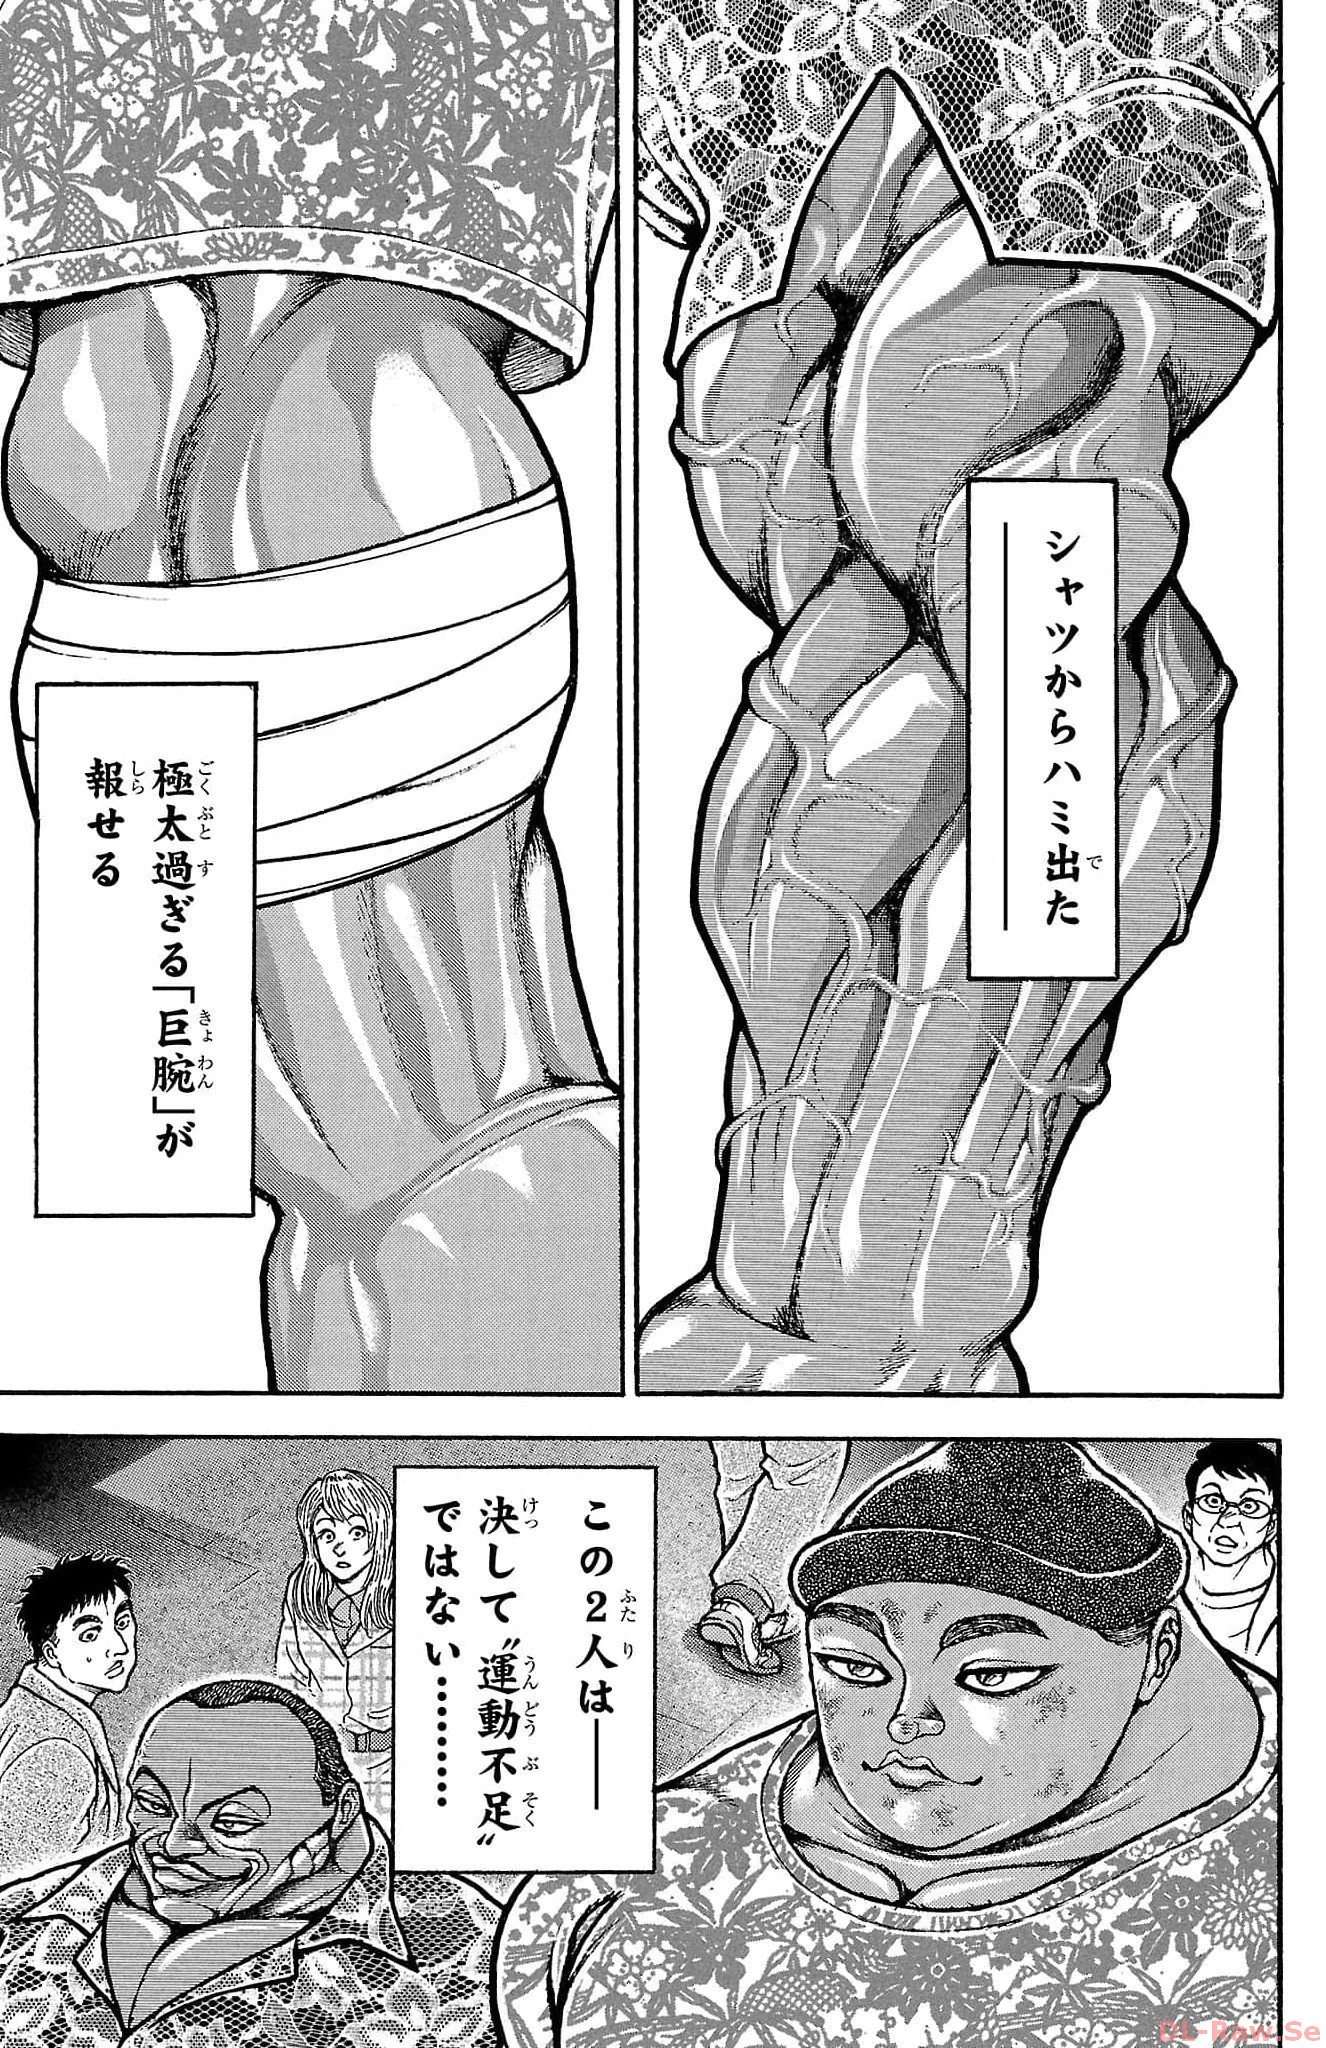 シャツからハミ出た
極太過ぎる「巨腕」が
報せる
この2人は――
決して〝運動不足〟
ではない………
DL-Raw.Se